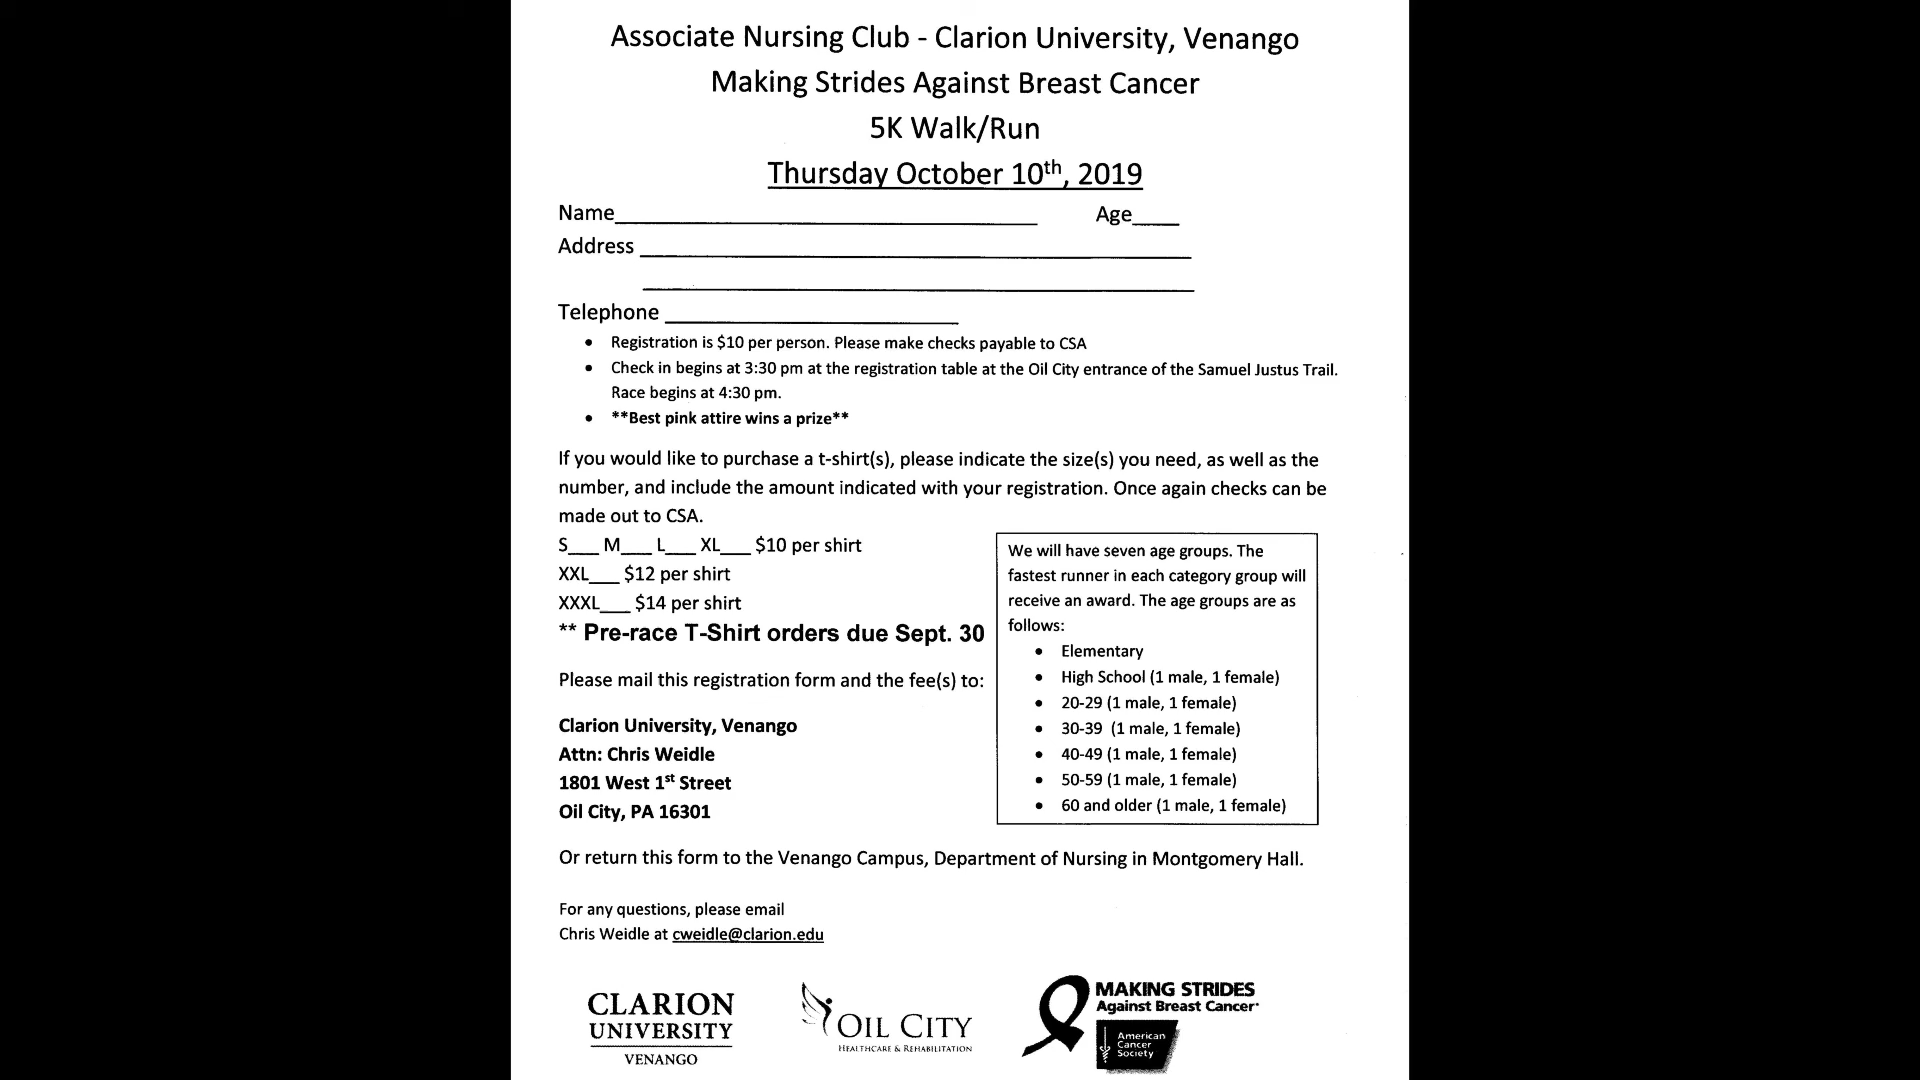 Associate Nursing Club - Clarion University, Venango
Making Strides Against Breast Cancer
5K Walk/Run
Thursday October 10th, 2019
Name____ Age____
Address ____
____
Telephone ____
• Registration is $10 per person. Please make checks payable to CSA
• Check in begins at 3:30 pm at the registration table at the Oil City entrance of the Samuel Justus Trail.
Race begins at 4:30 pm.
• **Best pink attire wins a prize**
If you would like to purchase a t-shirt(s), please indicate the size(s) you need, as well as the
number, and include the amount indicated with your registration. Once again checks can be
made out to CSA.
S___ M___ L___ XL___ $10 per shirt
XXL___ $12 per shirt
XXXL___ $14 per shirt
** Pre-race T-Shirt orders due Sept. 30
Please mail this registration form and the fee(s) to:
Clarion University, Venango
Attn: Chris Weidle
1801 West 1st Street
Oil City, PA 16301
We will have seven age groups. The
fastest runner in each category group will
receive an award. The age groups are as
follows:
• Elementary
• High School (1 male, 1 female)
• 20-29 (1 male, 1 female)
• 30-39 (1 male, 1 female)
• 40-49 (1 male, 1 female)
• 50-59 (1 male, 1 female)
• 60 and older (1 male, 1 female)
Or return this form to the Venango Campus, Department of Nursing in Montgomery Hall.
For any questions, please email
Chris Weidle at cweidle@clarion.edu
CLARION
UNIVERSITY
VENANGO
OIL CITY
HEALTHCARE & REHABILITATION
MAKING STRIDES
Against Breast Cancer
American
Cancer
Society